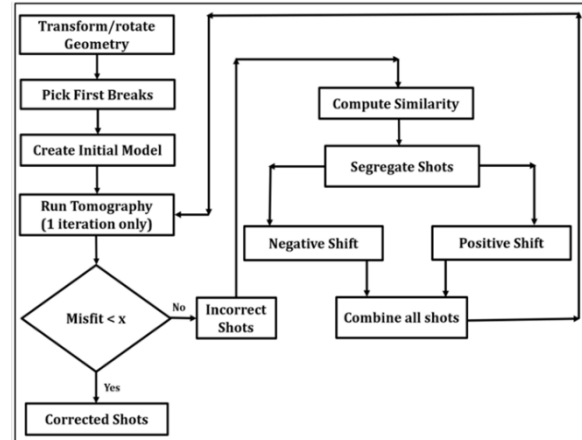 Transform/rotate
Geometry
Pick First Breaks
Create Initial Model
Run Tomography
(1 iteration only)
Misfit < x
No
Yes
Corrected Shots
Incorrect
Shots
Compute Similarity
Segregate Shots
Negative Shift
Positive Shift
Combine all shots